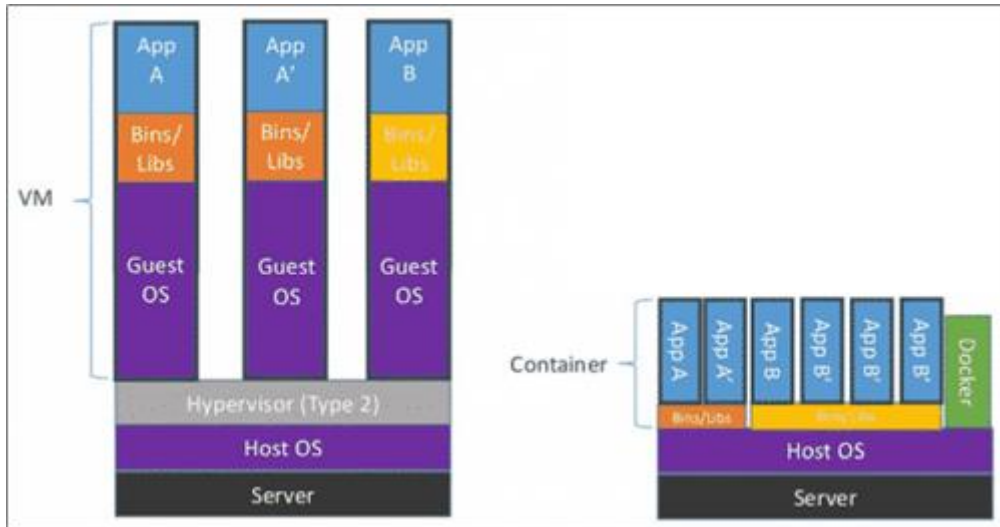 App
A
App
A'
App
B
Bins/
Libs
Bins/
Libs
Bins/
Libs
VM
Guest
OS
Guest
OS
Guest
OS
Hypervisor (Type 2)
Host OS
Server
Container
App A
App A'
App B
App B'
App B'
App B'
Docker
Bins/Libs
Bins/Libs
Host OS
Server